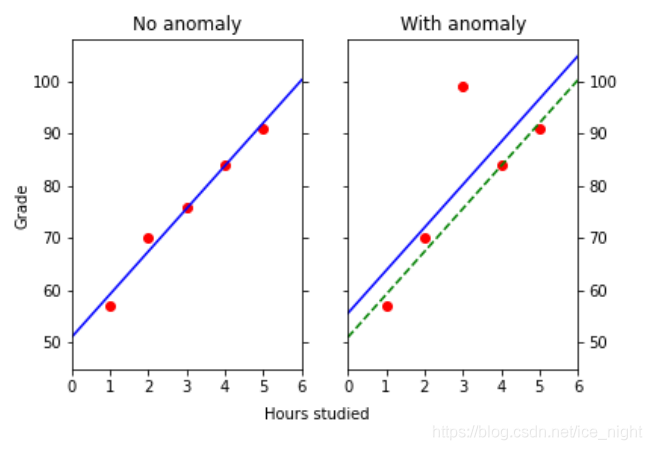 No anomaly
With anomaly
100
90
80
70
60
50
Grade
0 1 2 3 4 5 6
0 1 2 3 4 5 6
100
90
80
70
60
50
Hours studied
https://blog.csdn.net/ice_night